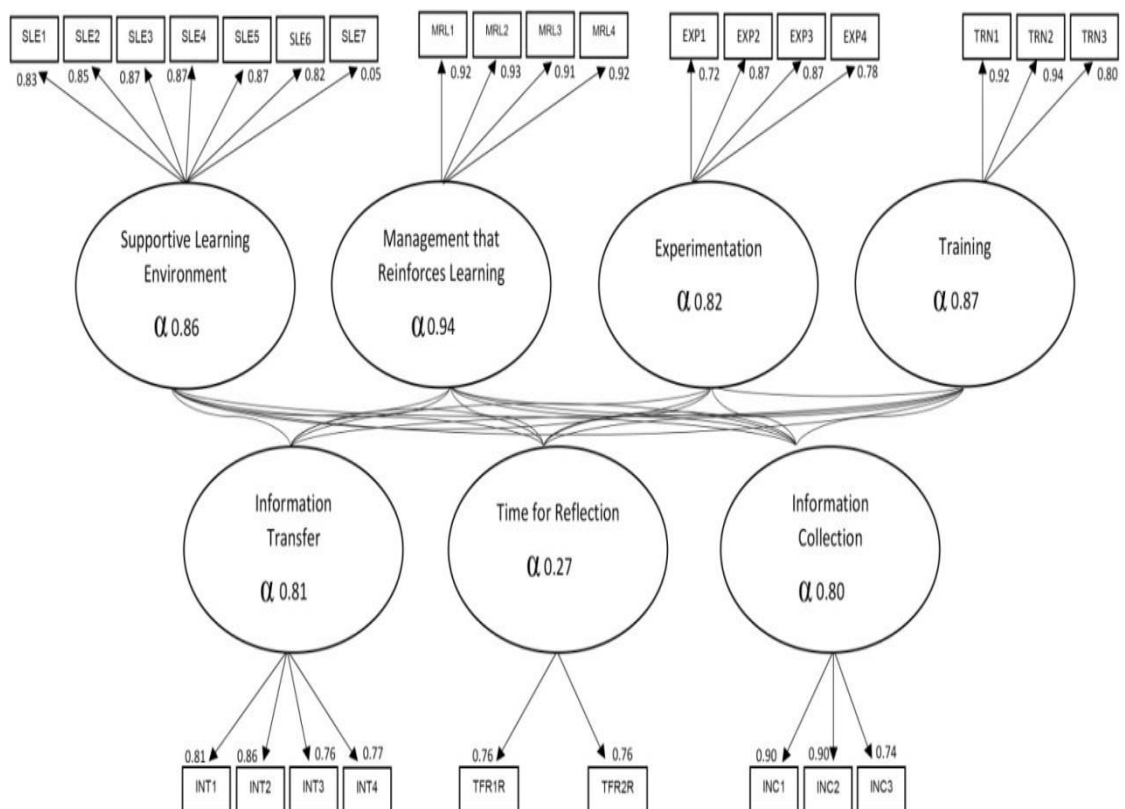 SLE1 SLE2 SLE3 SLE4 SLE5 SLE6 SLE7 MRL1 MRL2 MRL3 MRL4 EXP1 EXP2 EXP3 EXP4 TRN1 TRN2 TRN3
0.83 0.85 0.87 0.87 0.87 0.82 0.05 0.92 0.93 0.91 0.92 0.72 0.87 0.87 0.78 0.92 0.94 0.80
Supportive Learning
Environment
α 0.86
Management that
Reinforces Learning
α 0.94
Experimentation
α 0.82
Training
α 0.87
Information
Transfer
α 0.81
Time for Reflection
α 0.27
Information
Collection
α 0.80
0.81 0.86 0.76 0.77 0.76 0.76 0.90 0.90 0.74
INT1 INT2 INT3 INT4 TFR1R TFR2R INC1 INC2 INC3